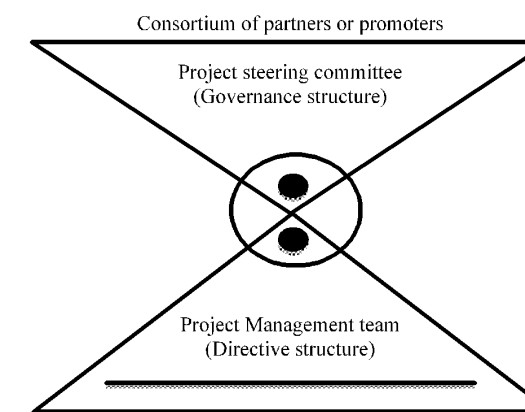 Consortium of partners or promoters
Project steering committee
(Governance structure)
Project Management team
(Directive structure)